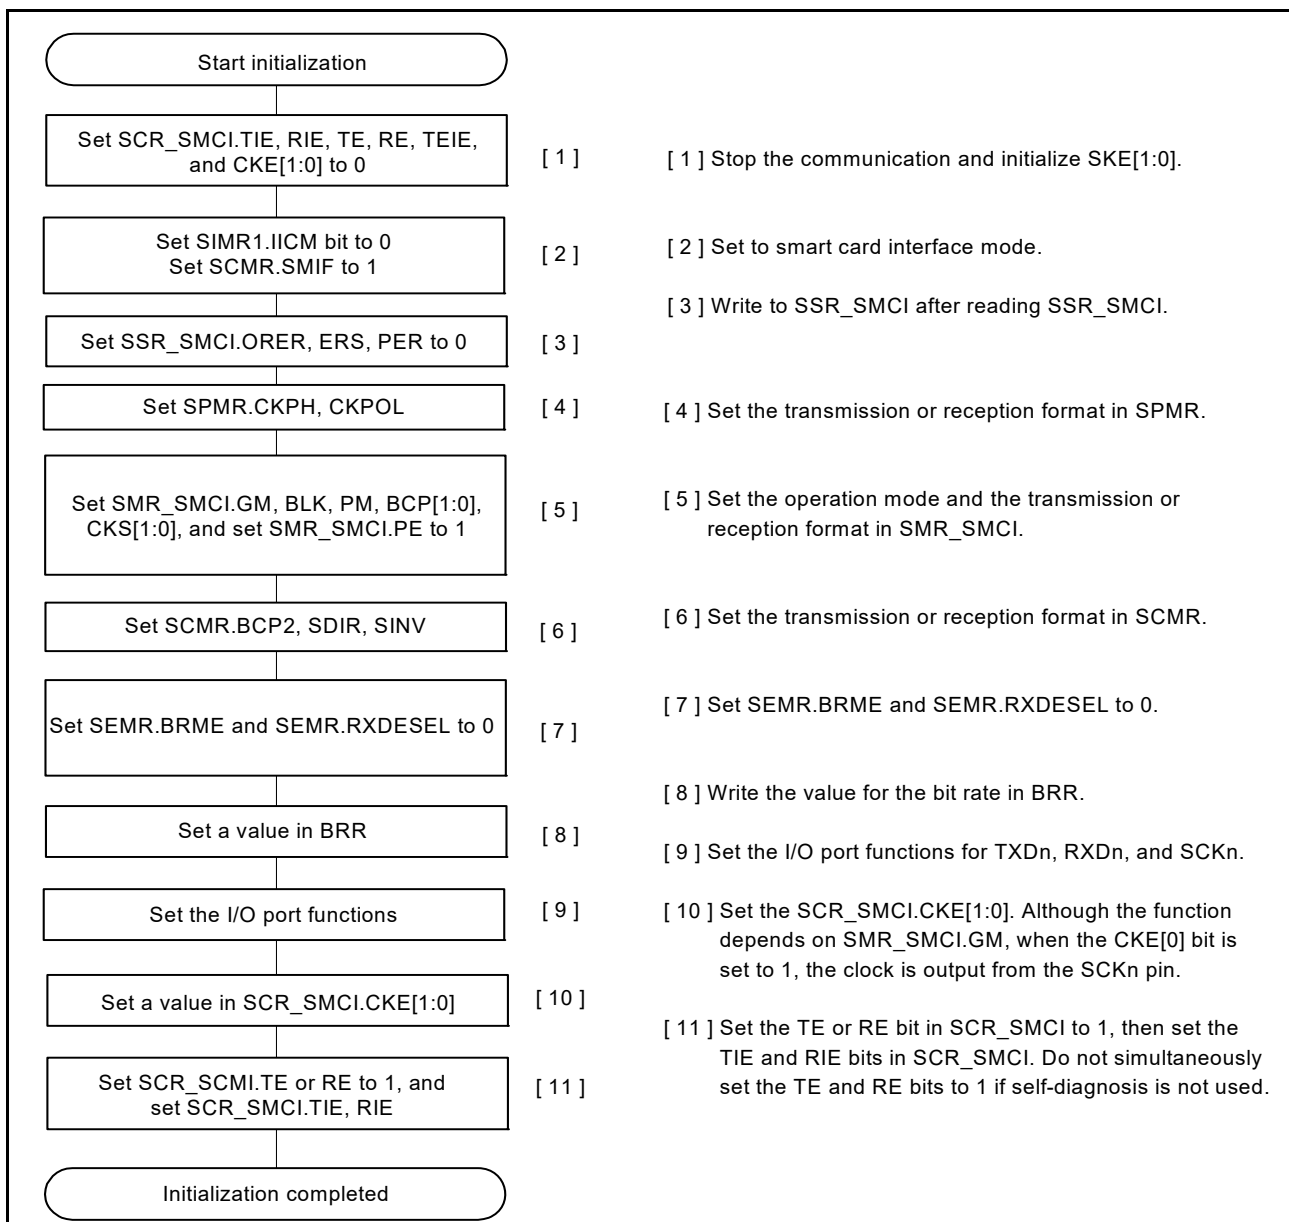 Start initialization
Set SCR_SMCI.TIE, RIE, TE, RE, TEIE,
and CKE[1:0] to 0
[ 1 ]
[ 1 ] Stop the communication and initialize SKE[1:0].
Set SIMR1.IICM bit to 0
Set SCMR.SMIF to 1
[ 2 ]
[ 2 ] Set to smart card interface mode.
[ 3 ] Write to SSR_SMCI after reading SSR_SMCI.
Set SSR_SMCI.ORER, ERS, PER to 0
[ 3 ]
Set SPMR.CKPH, CKPOL
[ 4 ]
[ 4 ] Set the transmission or reception format in SPMR.
Set SMR_SMCI.GM, BLK, PM, BCP[1:0],
CKS[1:0], and set SMR_SMCI.PE to 1
[ 5 ]
[ 5 ] Set the operation mode and the transmission or
reception format in SMR_SMCI.
Set SCMR.BCP2, SDIR, SINV
[ 6 ]
[ 6 ] Set the transmission or reception format in SCMR.
Set SEMR.BRME and SEMR.RXDESEL to 0
[ 7 ]
[ 7 ] Set SEMR.BRME and SEMR.RXDESEL to 0.
[ 8 ] Write the value for the bit rate in BRR.
Set a value in BRR
[ 8 ]
[ 9 ] Set the I/O port functions for TXDn, RXDn, and SCKn.
Set the I/O port functions
[ 9 ]
[ 10 ] Set the SCR_SMCI.CKE[1:0]. Although the function
depends on SMR_SMCI.GM, when the CKE[0] bit is
set to 1, the clock is output from the SCKn pin.
Set a value in SCR_SMCI.CKE[1:0]
[ 10 ]
[ 11 ] Set the TE or RE bit in SCR_SMCI to 1, then set the
TIE and RIE bits in SCR_SMCI. Do not simultaneously
set the TE and RE bits to 1 if self-diagnosis is not used.
Set SCR_SCMI.TE or RE to 1, and
set SCR_SMCI.TIE, RIE
[ 11 ]
Initialization completed